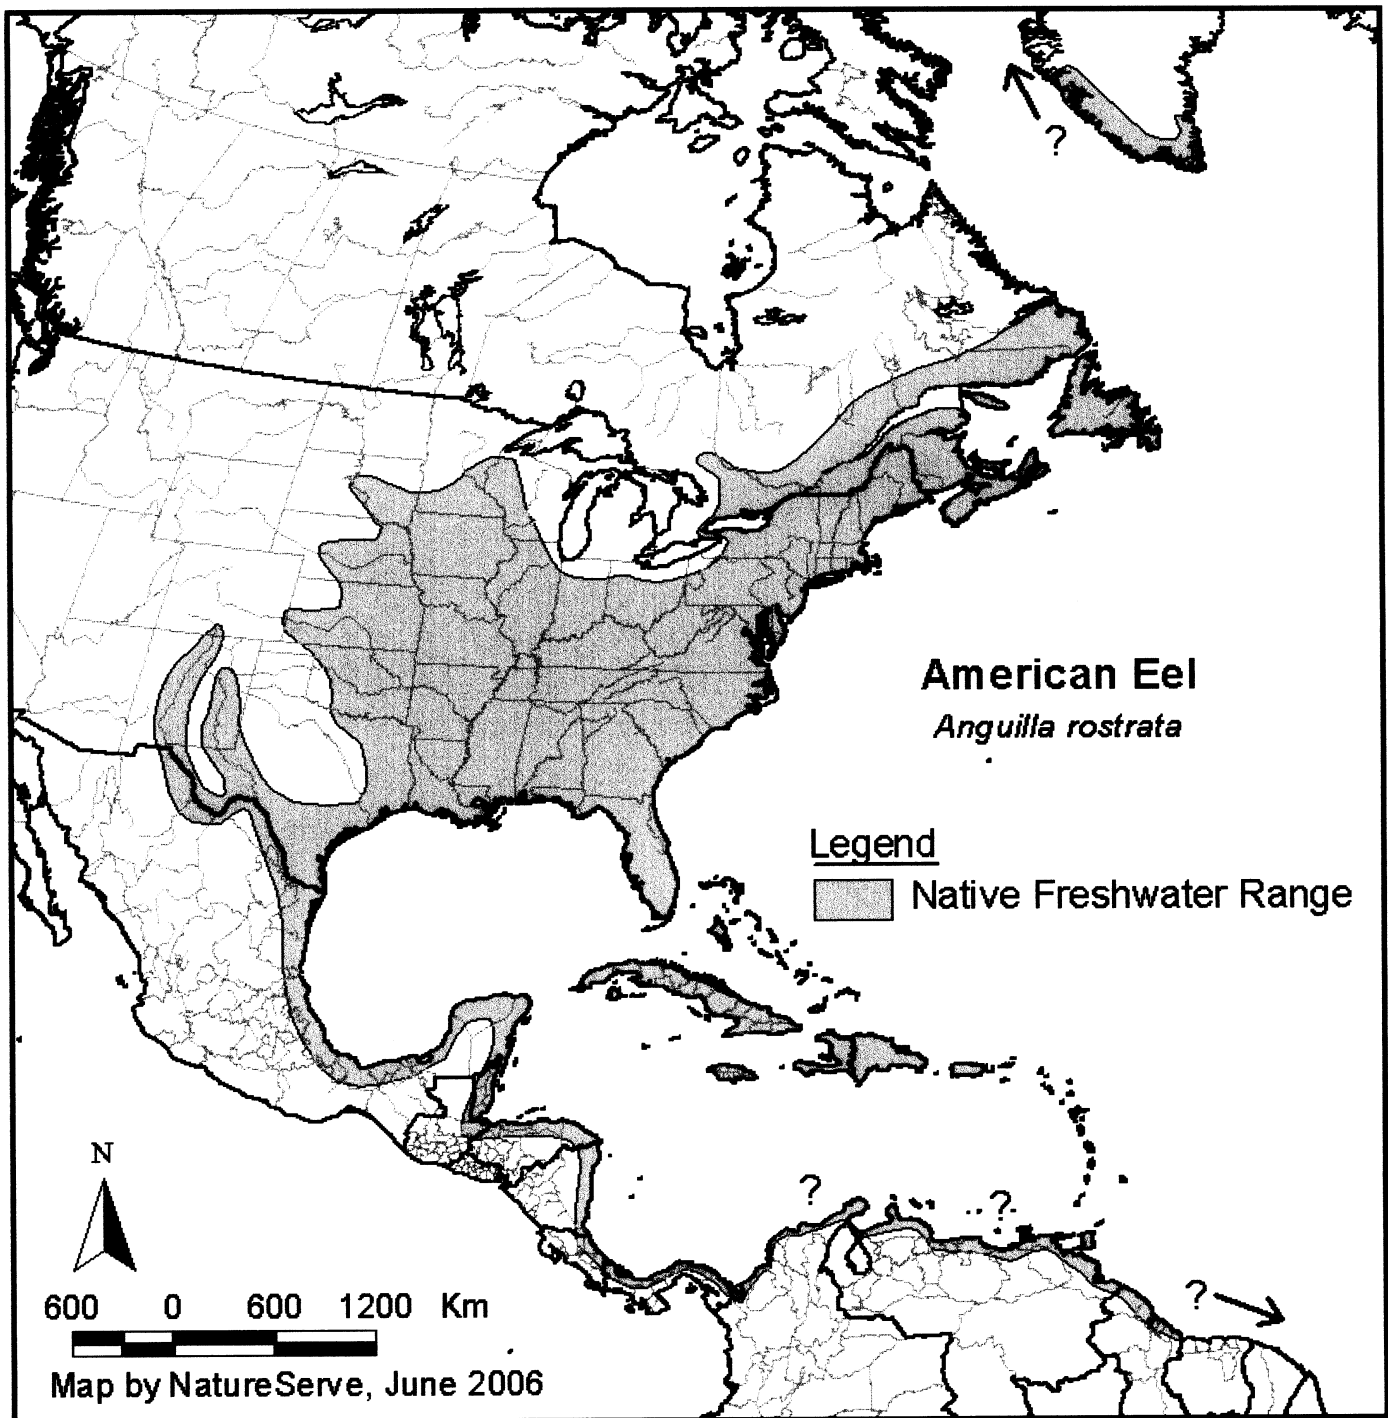 ?
American Eel
Anguilla rostrata
Legend
Native Freshwater Range
N
? ?
?
600 0 600 1200 Km
Map by NatureServe, June 2006